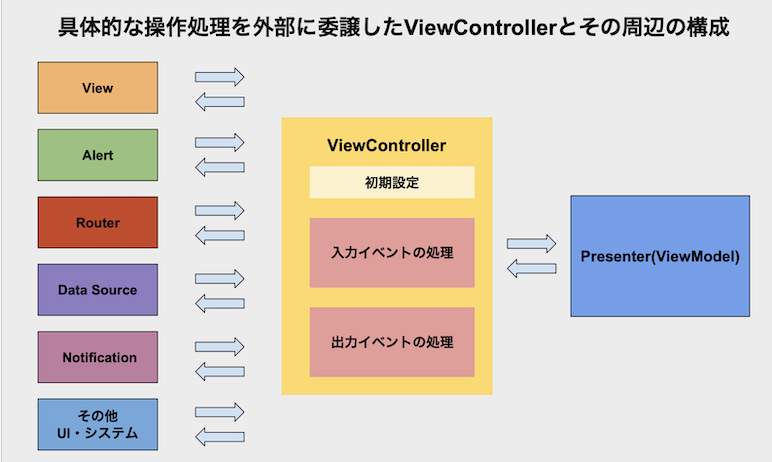 具体的な操作処理を外部に委譲したViewControllerとその周辺の構成
View
Alert
Router
Data Source
Notification
その他
UI・システム
ViewController
初期設定
入力イベントの処理
出力イベントの処理
Presenter(ViewModel)